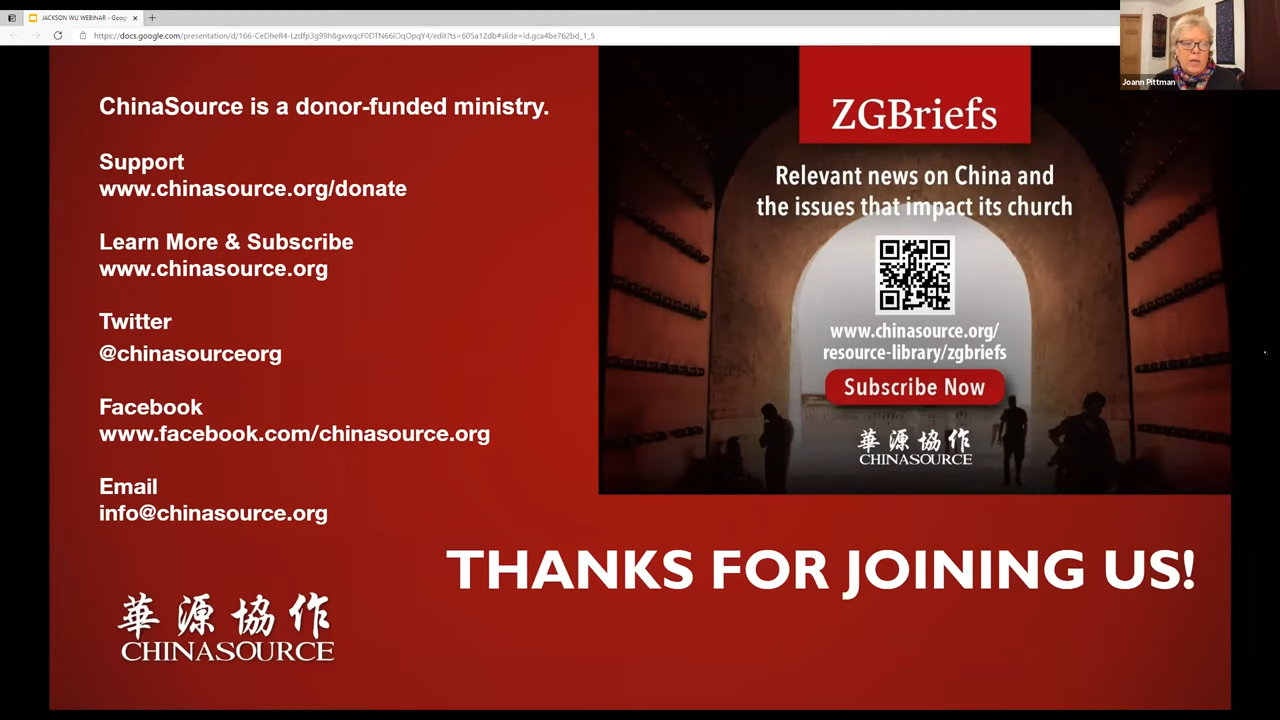 JACKSON WU WEBINAR - Goog
https://docs.google.com/presentation/d/166-CeDheR4-Lzdfp3g99h8gxvxqcF0DTN66iOqOpqY4/edit?ts=605a12db#slide=id.gca4be762bd_1_5
Joann Pittman
ChinaSource is a donor-funded ministry.
Support
www.chinasource.org/donate
Learn More & Subscribe
www.chinasource.org
Twitter
@chinasourceorg
Facebook
www.facebook.com/chinasource.org
Email
info@chinasource.org
華源協作
CHINASOURCE
ZGBriefs
Relevant news on China and
the issues that impact its church
www.chinasource.org/
resource-library/zgbriefs
Subscribe Now
華源協作
CHINASOURCE
THANKS FOR JOINING US!